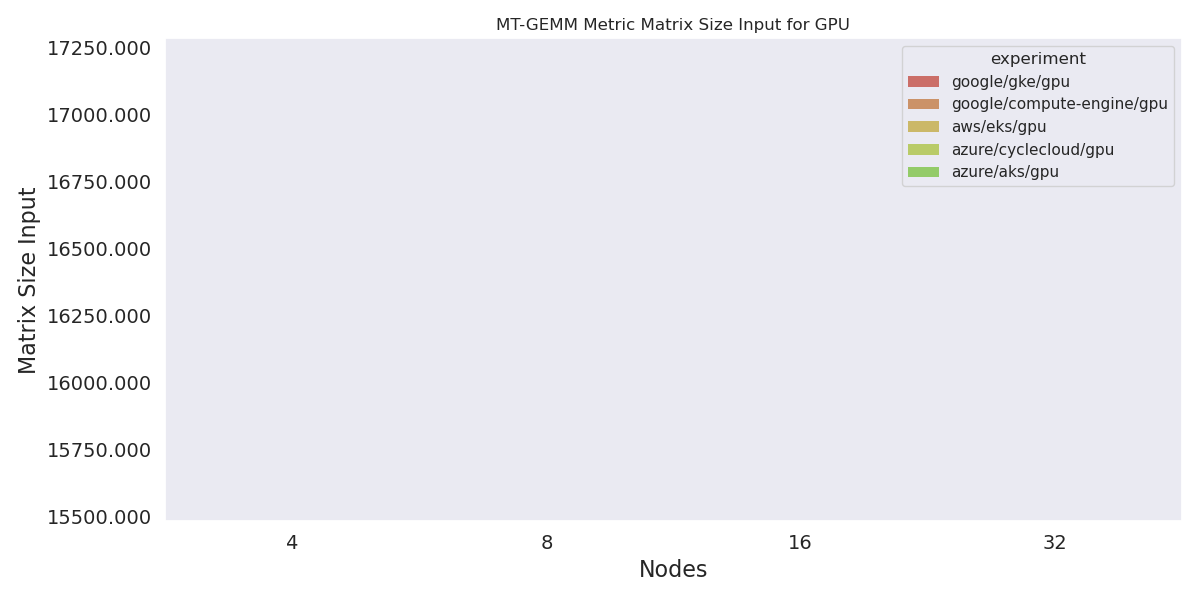 MT-GEMM Metric Matrix Size Input for GPU
17250.000
17000.000
16750.000
16500.000
16250.000
16000.000
15750.000
15500.000
Matrix Size Input
experiment
google/gke/gpu
google/compute-engine/gpu
aws/eks/gpu
azure/cyclecloud/gpu
azure/aks/gpu
4 8 16 32
Nodes